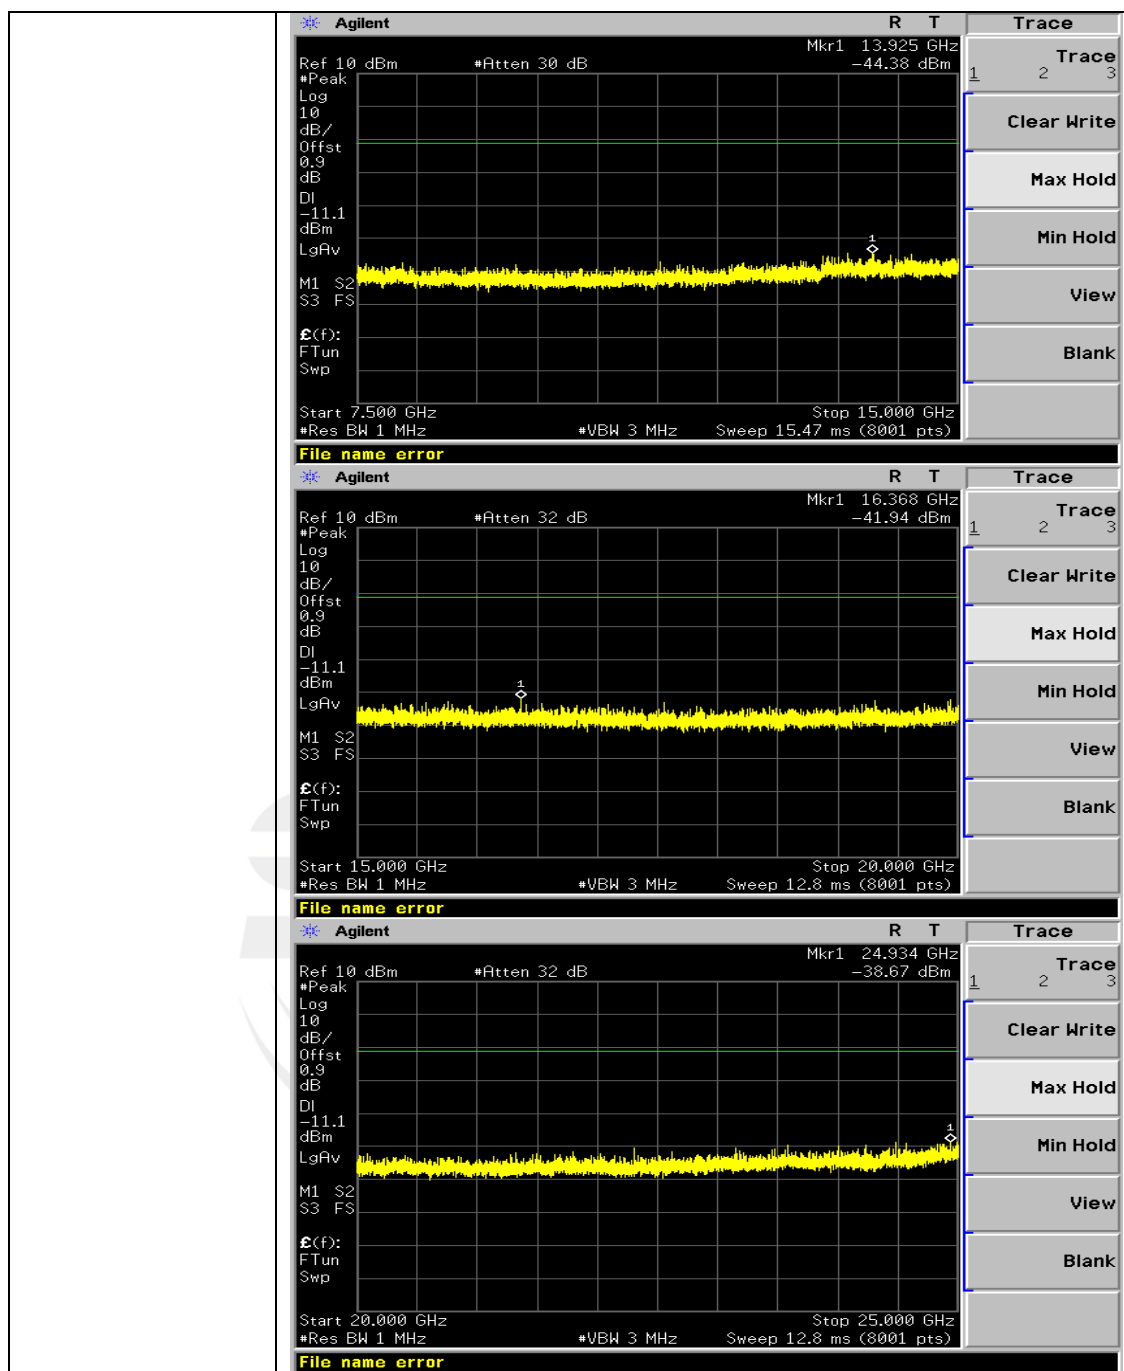 Agilent R T Trace
Mkr1 13.925 GHz
Ref 10 dBm #Atten 30 dB -44.38 dBm
#Peak
Log
10
dB/
Offst
0.9
dB
DI
-11.1
dBm
LgAv
M1 S2
S3 FS
£(f):
FTun
Swp
1
Start 7.500 GHz Stop 15.000 GHz
#Res BW 1 MHz #VBW 3 MHz Sweep 15.47 ms (8001 pts)
File name error
Trace
1 2 3
Clear Write
Max Hold
Min Hold
View
Blank
Agilent R T Trace
Mkr1 16.368 GHz
Ref 10 dBm #Atten 32 dB -41.94 dBm
#Peak
Log
10
dB/
Offst
0.9
dB
DI
-11.1
dBm
LgAv
M1 S2
S3 FS
£(f):
FTun
Swp
1
Start 15.000 GHz Stop 20.000 GHz
#Res BW 1 MHz #VBW 3 MHz Sweep 12.8 ms (8001 pts)
File name error
Trace
1 2 3
Clear Write
Max Hold
Min Hold
View
Blank
Agilent R T Trace
Mkr1 24.934 GHz
Ref 10 dBm #Atten 32 dB -38.67 dBm
#Peak
Log
10
dB/
Offst
0.9
dB
DI
-11.1
dBm
LgAv
M1 S2
S3 FS
£(f):
FTun
Swp
1
Start 20.000 GHz Stop 25.000 GHz
#Res BW 1 MHz #VBW 3 MHz Sweep 12.8 ms (8001 pts)
File name error
Trace
1 2 3
Clear Write
Max Hold
Min Hold
View
Blank